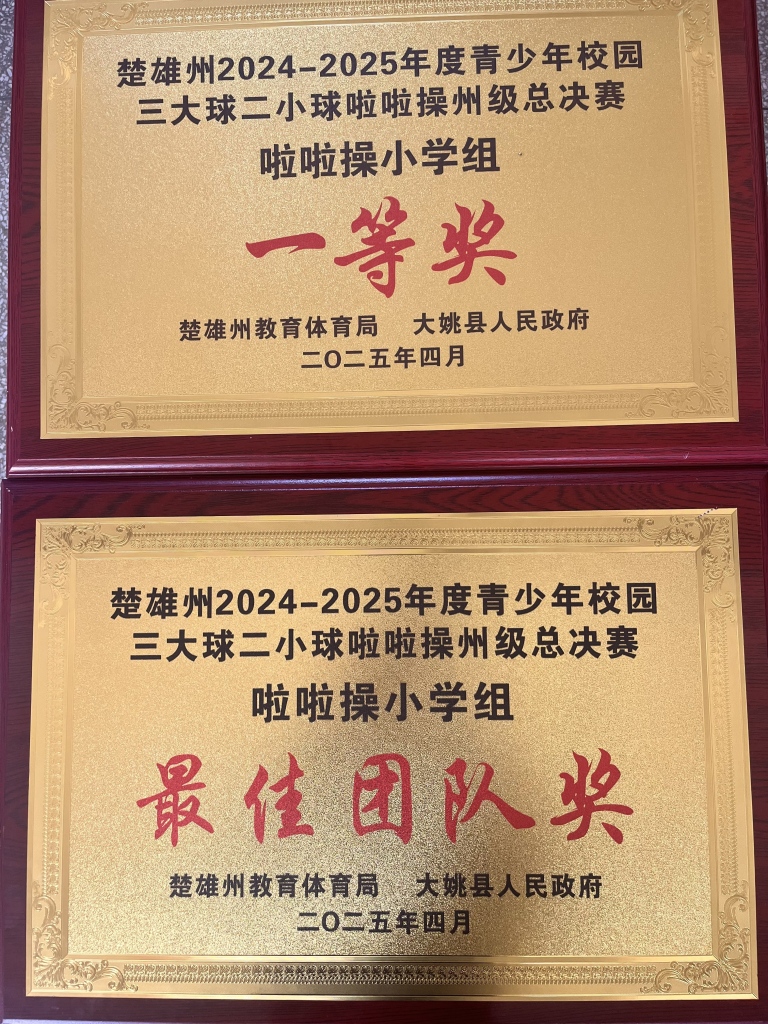 楚雄州2024-2025年度青少年校园
三大球二小球啦啦操州级总决赛
啦啦操小学组
一等奖
楚雄州教育体育局 大姚县人民政府
二〇二五年四月
楚雄州2024-2025年度青少年校园
三大球二小球啦啦操州级总决赛
啦啦操小学组
最佳团队奖
楚雄州教育体育局 大姚县人民政府
二〇二五年四月